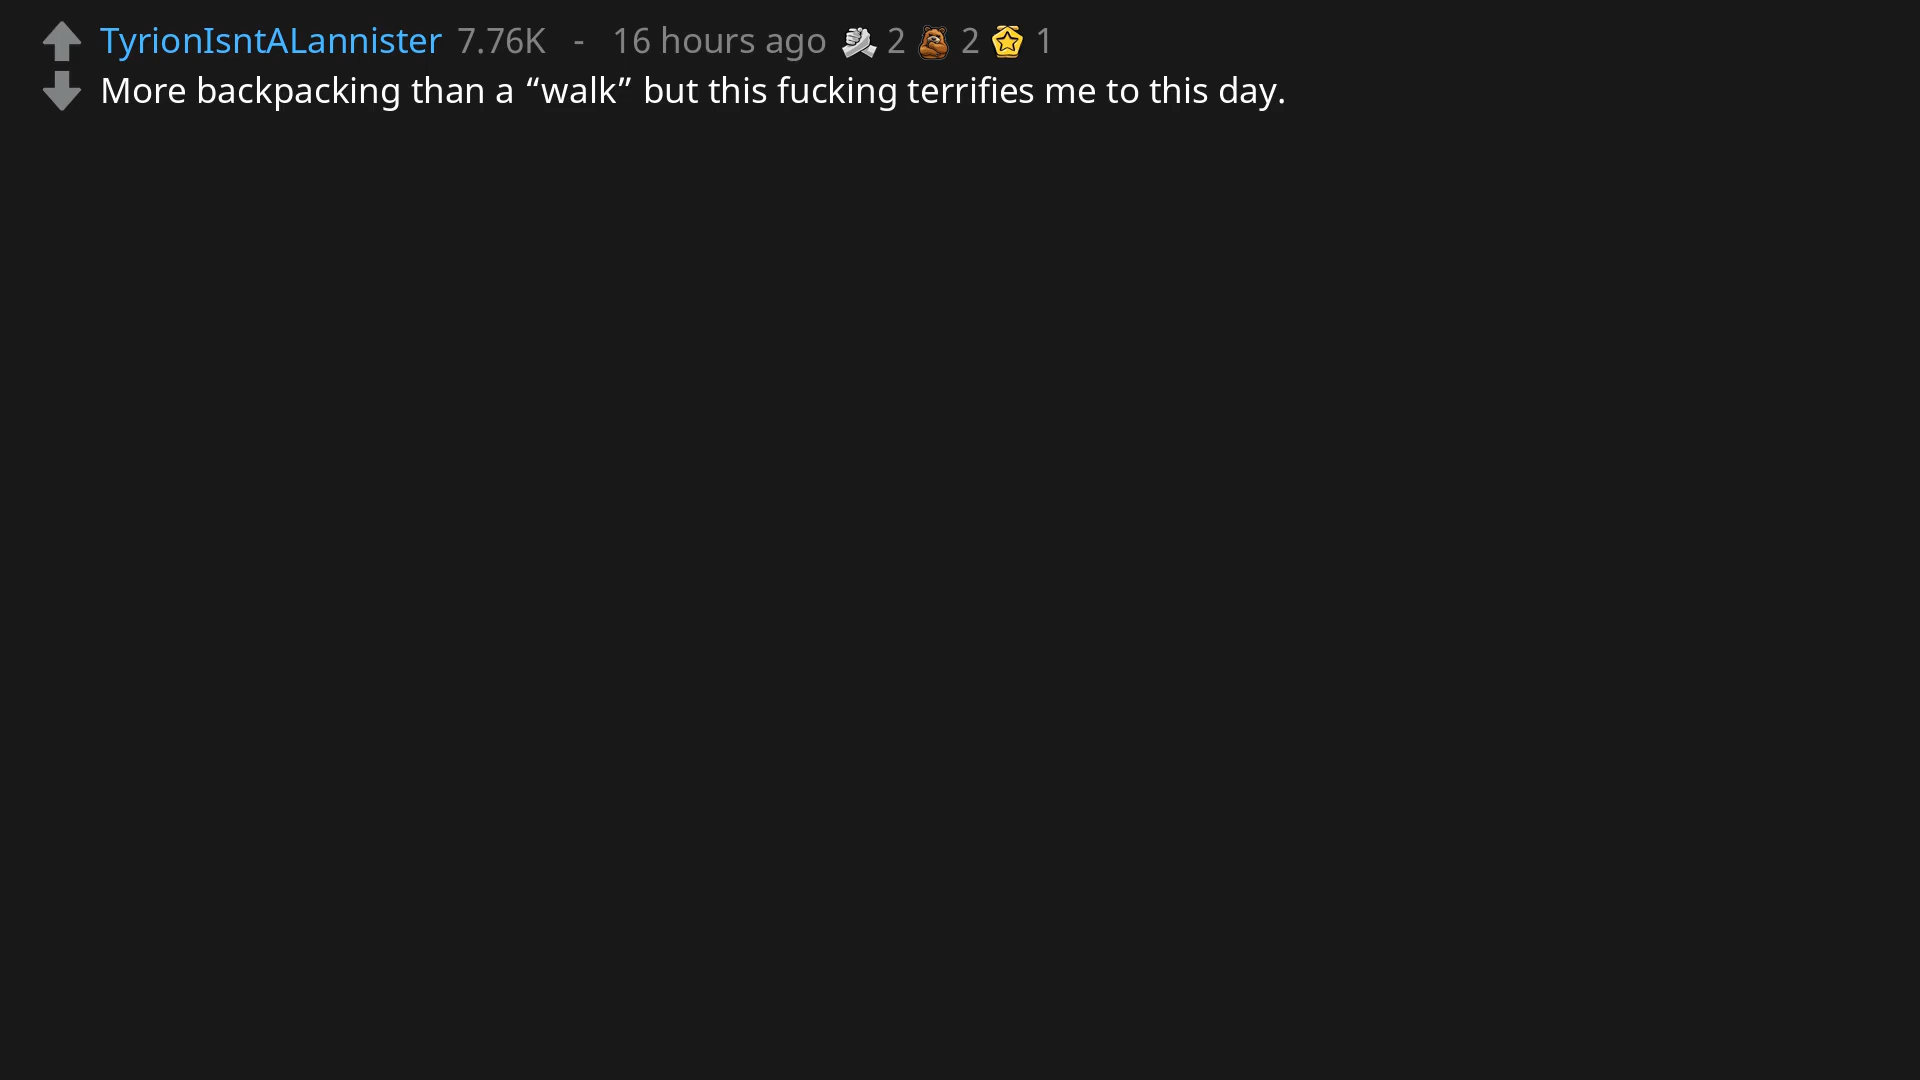 TyrionIsntALannister 7.76K - 16 hours ago 2 2 1
More backpacking than a “walk” but this fucking terrifies me to this day.